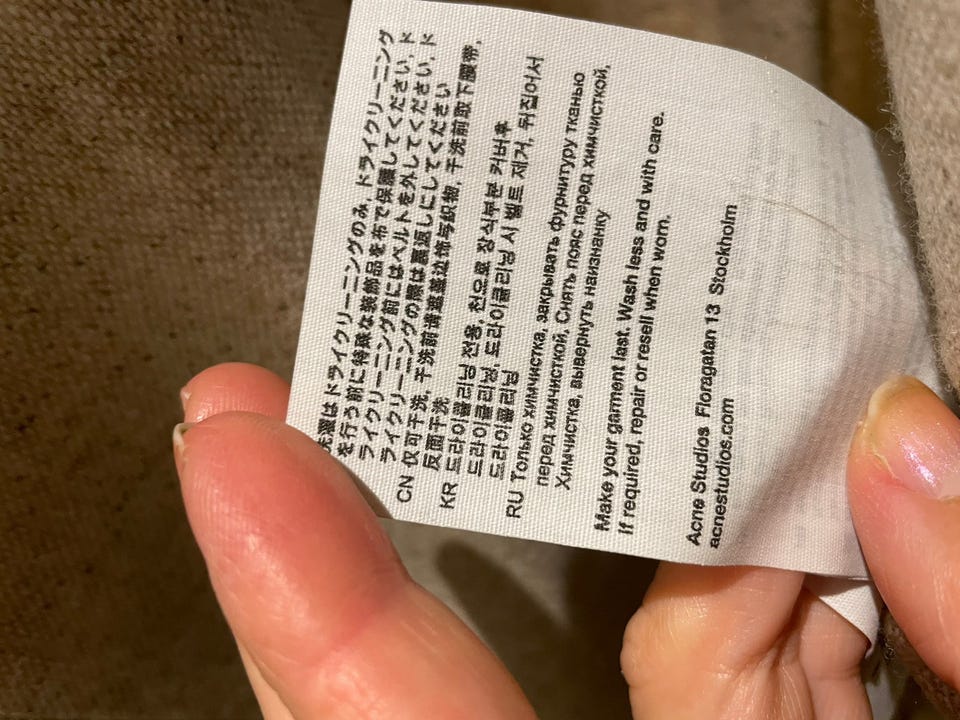 洗濯はドライクリーニングのみ, ドライクリーニング
を行う前に特殊な装飾品を布で保護してください, ド
ライクリーニング前にはベルトを外してください, ド
ライクリーニングの際は裏返しにしてください
CN 仅可干洗, 干洗前请遮盖边饰与织物, 干洗前取下腰带,
反面干洗
KR 드라이클리닝 전용, 천으로 장식부분 커버후
드라이클리닝, 드라이클리닝 시 벨트 제거, 뒤집어서
드라이클리닝
RU Только химчистка, закрывать фурнитуру тканью
перед химчисткой, Снять пояс перед химчисткой,
Химчистка, вывернуть наизнанку
Make your garment last. Wash less and with care.
If required, repair or resell when worn.
Acne Studios Floragatan 13 Stockholm
acnestudios.com